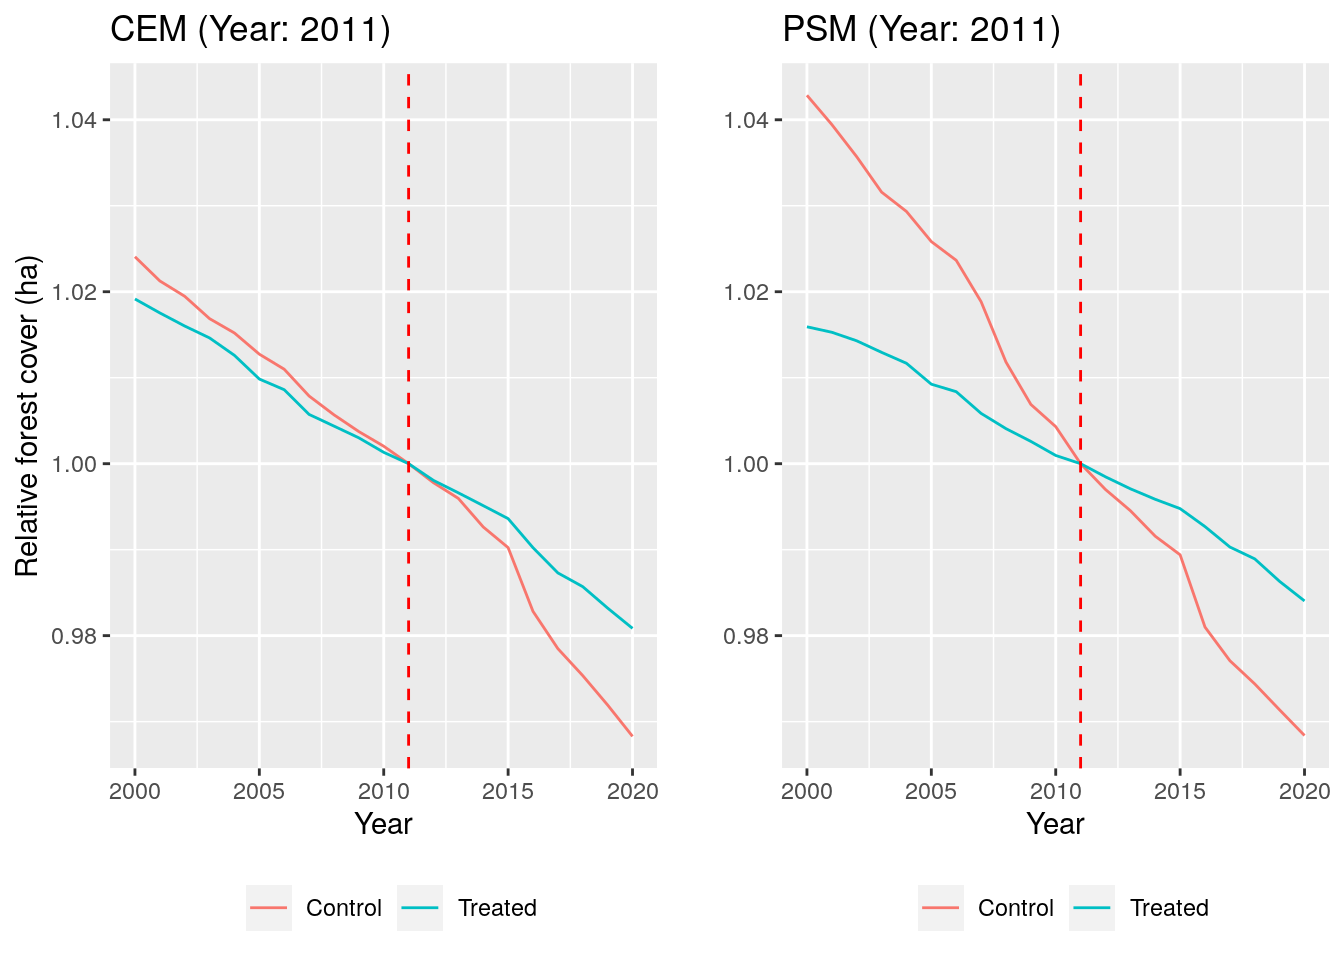 CEM (Year: 2011)
Relative forest cover (ha)
1.04
1.02
1.00
0.98
2000 2005 2010 2015 2020
Year
Control Treated
PSM (Year: 2011)
1.04
1.02
1.00
0.98
2000 2005 2010 2015 2020
Year
Control Treated